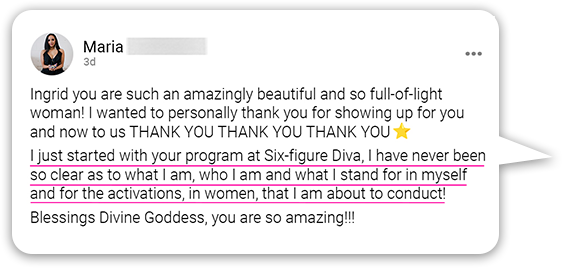 Maria
3d
Ingrid you are such an amazingly beautiful and so full-of-light
woman! I wanted to personally thank you for showing up for you
and now to us THANK YOU THANK YOU THANK YOU⭐
I just started with your program at Six-figure Diva, I have never been
so clear as to what I am, who I am and what I stand for in myself
and for the activations, in women, that I am about to conduct!
Blessings Divine Goddess, you are so amazing!!!